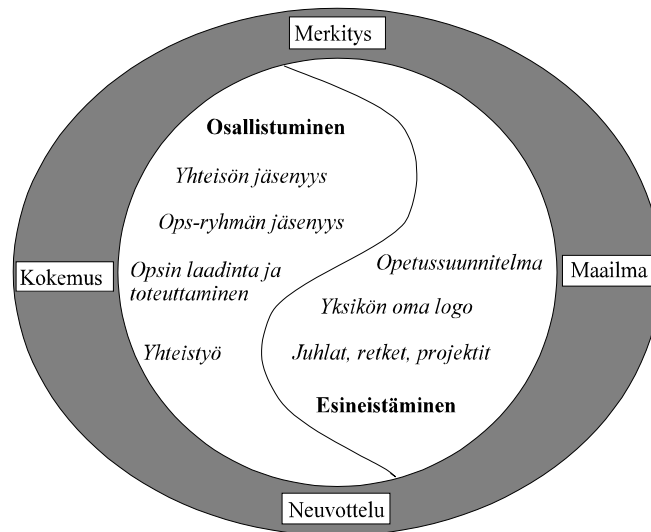 Merkitys
Osallistuminen
Yhteisön jäsenyys
Ops-ryhmän jäsenyys
Kokemus
Opsin laadinta ja
toteuttaminen
Opetussuunnitelma
Maailma
Yksikön oma logo
Yhteistyö
Juhlat, retket, projektit
Esineistäminen
Neuvottelu